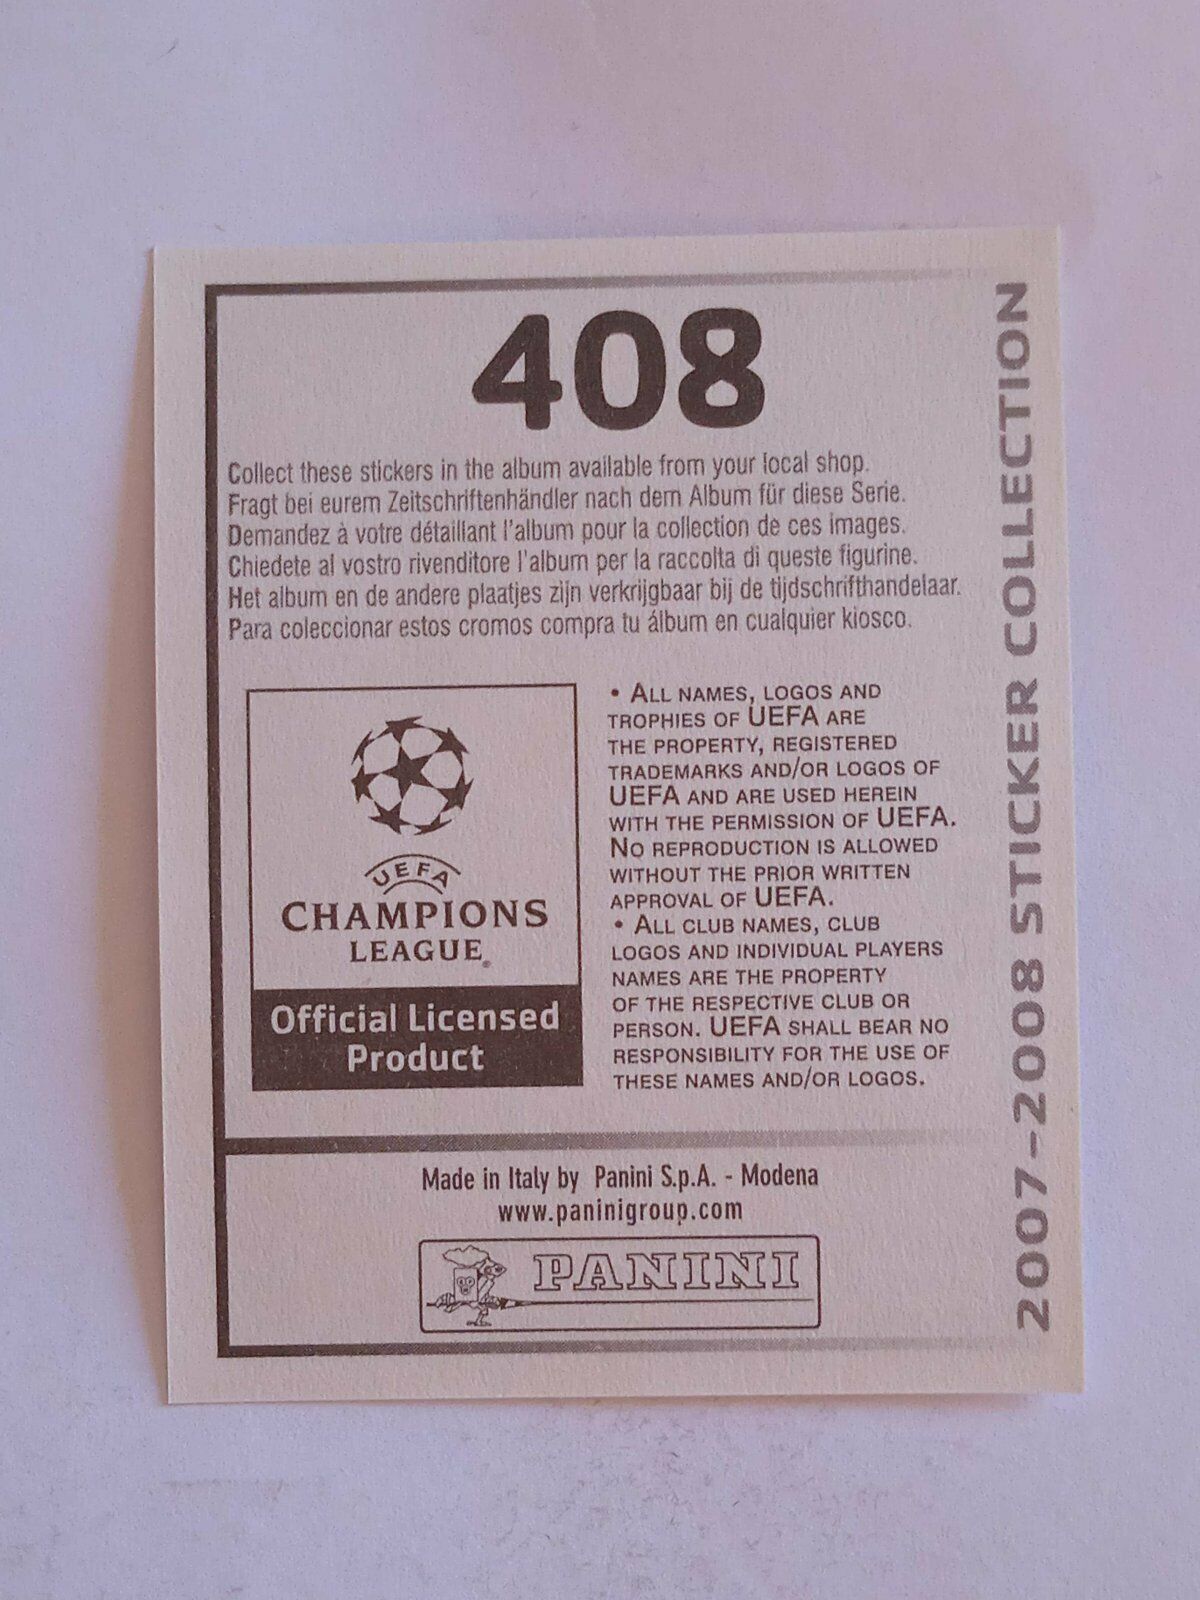 408
Collect these stickers in the album available from your local shop.
Fragt bei eurem Zeitschriftenhändler nach dem Album für diese Serie.
Demandez à votre détaillant l'album pour la collection de ces images.
Chiedete al vostro rivenditore l'album per la raccolta di queste figurine.
Het album en de andere plaatjes zijn verkrijgbaar bij de tijdschrifthandelaar.
Para coleccionar estos cromos compra tu álbum en cualquier kiosco.
UEFA
CHAMPIONS
LEAGUE®
Official Licensed
Product
• ALL NAMES, LOGOS AND
TROPHIES OF UEFA ARE
THE PROPERTY, REGISTERED
TRADEMARKS AND/OR LOGOS OF
UEFA AND ARE USED HEREIN
WITH THE PERMISSION OF UEFA.
NO REPRODUCTION IS ALLOWED
WITHOUT THE PRIOR WRITTEN
APPROVAL OF UEFA.
• ALL CLUB NAMES, CLUB
LOGOS AND INDIVIDUAL PLAYERS
NAMES ARE THE PROPERTY
OF THE RESPECTIVE CLUB OR
PERSON. UEFA SHALL BEAR NO
RESPONSIBILITY FOR THE USE OF
THESE NAMES AND/OR LOGOS.
Made in Italy by Panini S.p.A. - Modena
www.paninigroup.com
PANINI
2007-2008 STICKER COLLECTION